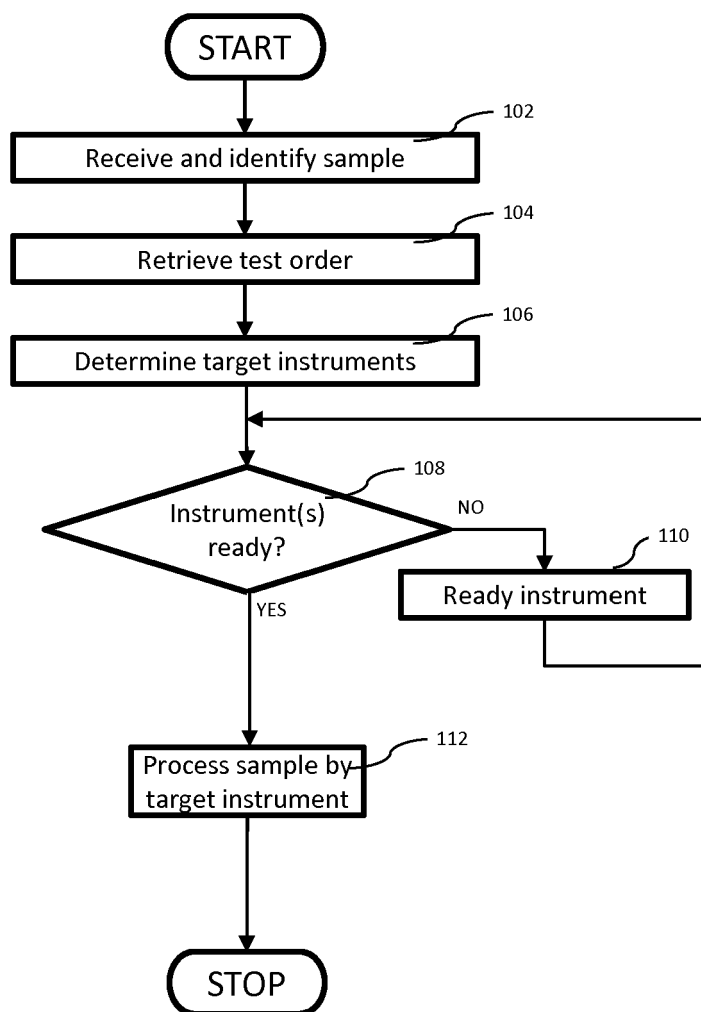 START
102
Receive and identify sample
104
Retrieve test order
106
Determine target instruments
108
Instrument(s)
ready?
NO
110
Ready instrument
YES
112
Process sample by
target instrument
STOP